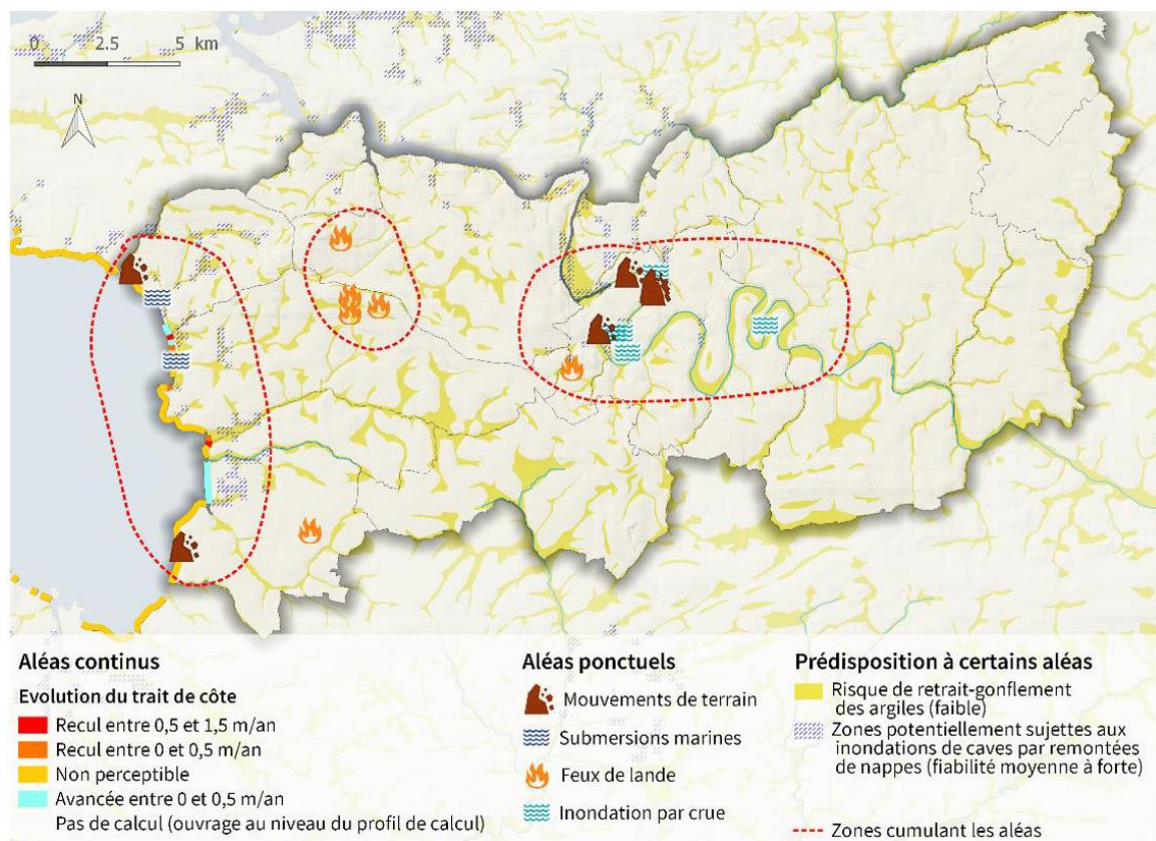 0 2.5 5 km
N
Aléas continus
Evolution du trait de côte
Recul entre 0,5 et 1,5 m/an
Recul entre 0 et 0,5 m/an
Non perceptible
Avancée entre 0 et 0,5 m/an
Pas de calcul (ouvrage au niveau du profil de calcul)
Aléas ponctuels
Mouvements de terrain
Submersions marines
Feux de lande
Inondation par crue
Prédisposition à certains aléas
Risque de retrait-gonflement
des argiles (faible)
Zones potentiellement sujettes aux
inondations de caves par remontées
de nappes (fiabilité moyenne à forte)
Zones cumulant les aléas